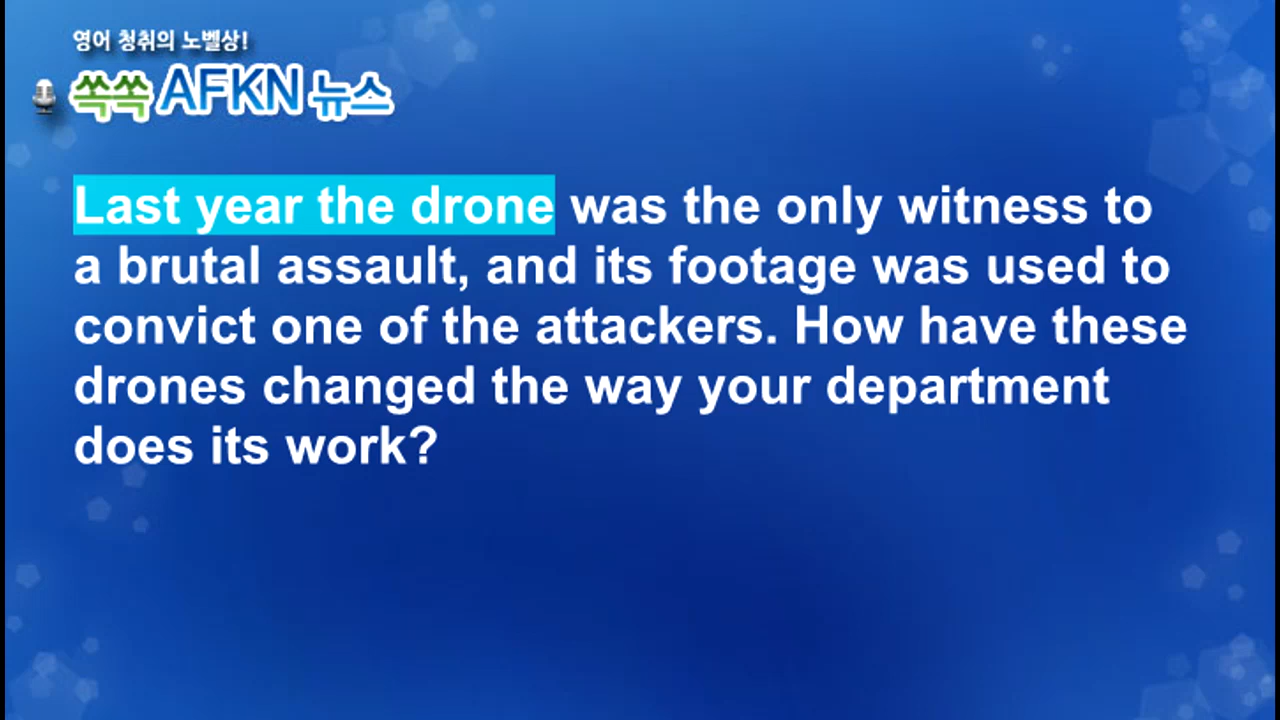 영어 청취의 노벨상!
쏙쏙 AFKN 뉴스
Last year the drone was the only witness to
a brutal assault, and its footage was used to
convict one of the attackers. How have these
drones changed the way your department
does its work?